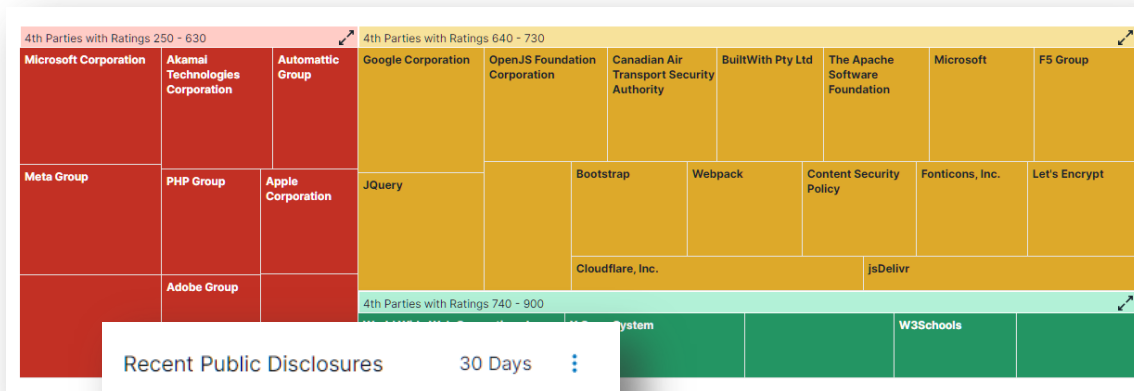 4th Parties with Ratings 250 - 630
Microsoft Corporation
Akamai
Technologies
Corporation
Automattic
Group
Meta Group
PHP Group
Apple
Corporation
Adobe Group
4th Parties with Ratings 640 - 730
Google Corporation
OpenJS Foundation
Corporation
Canadian Air
Transport Security
Authority
BuiltWith Pty Ltd
The Apache
Software
Foundation
Microsoft
F5 Group
JQuery
Bootstrap
Webpack
Content Security
Policy
Fonticons, Inc.
Let's Encrypt
Cloudflare, Inc.
jsDelivr
4th Parties with Ratings 740 - 900
W3Schools
Recent Public Disclosures
30 Days